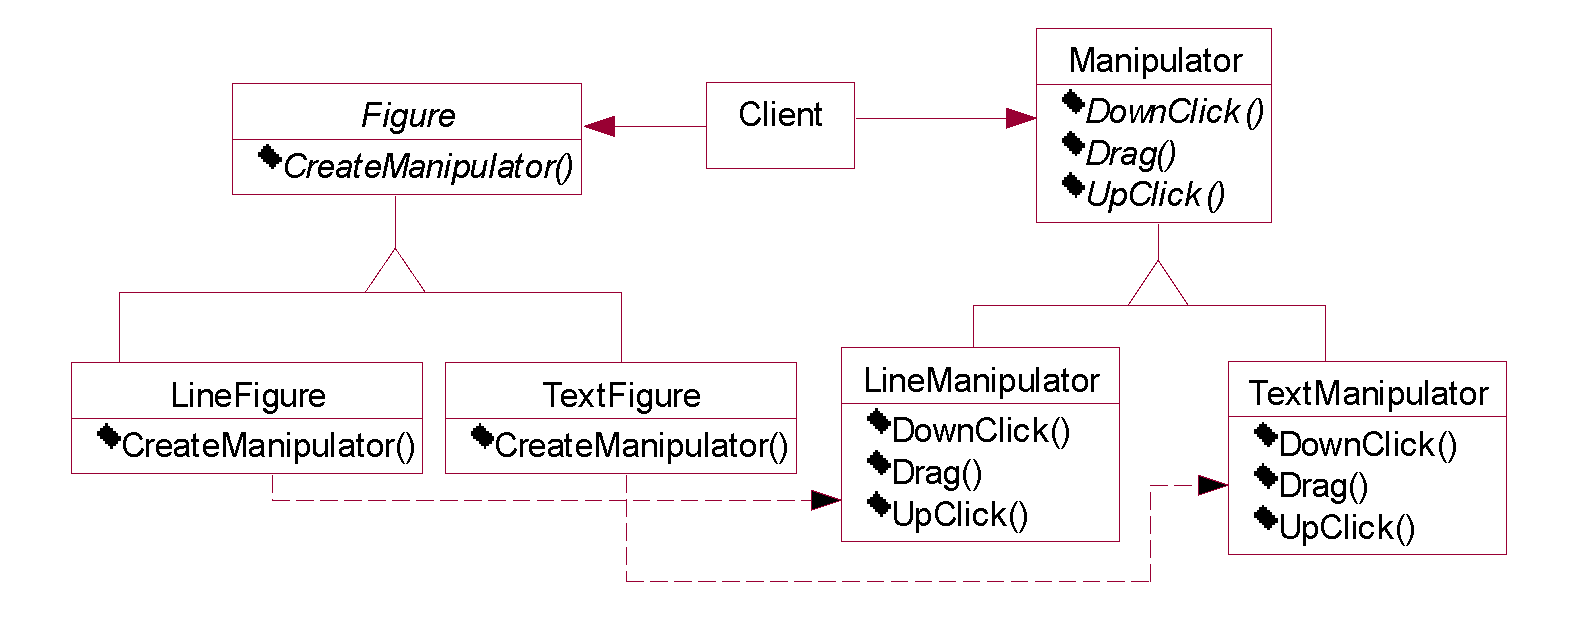 Figure
CreateManipulator()
Client
Manipulator
DownClick()
Drag()
UpClick()
LineFigure
CreateManipulator()
TextFigure
CreateManipulator()
LineManipulator
DownClick()
Drag()
UpClick()
TextManipulator
DownClick()
Drag()
UpClick()